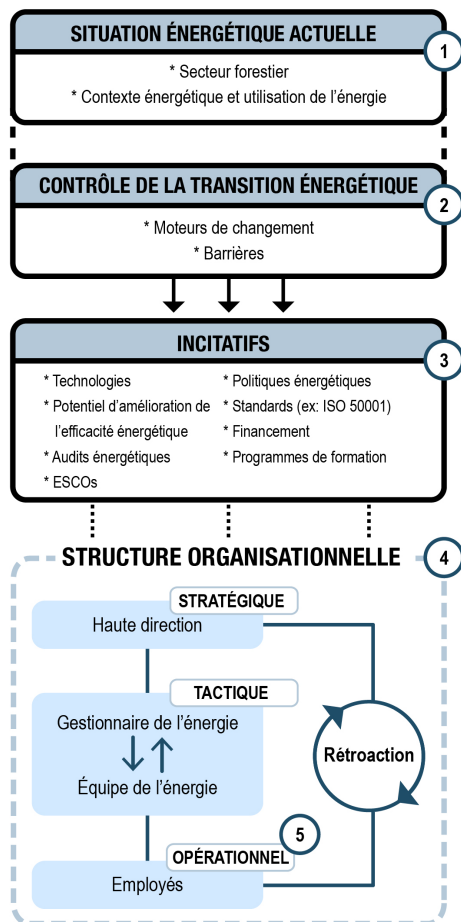 SITUATION ÉNERGÉTIQUE ACTUELLE
1
* Secteur forestier
* Contexte énergétique et utilisation de l'énergie
CONTRÔLE DE LA TRANSITION ÉNERGÉTIQUE
2
* Moteurs de changement
* Barrières
INCITATIFS
3
* Technologies
* Potentiel d'amélioration de
l'efficacité énergétique
* Audits énergétiques
* ESCOs
* Politiques énergétiques
* Standards (ex: ISO 50001)
* Financement
* Programmes de formation
STRUCTURE ORGANISATIONNELLE
4
STRATÉGIQUE
Haute direction
TACTIQUE
Gestionnaire de l'énergie
Équipe de l'énergie
Rétroaction
5
OPÉRATIONNEL
Employés